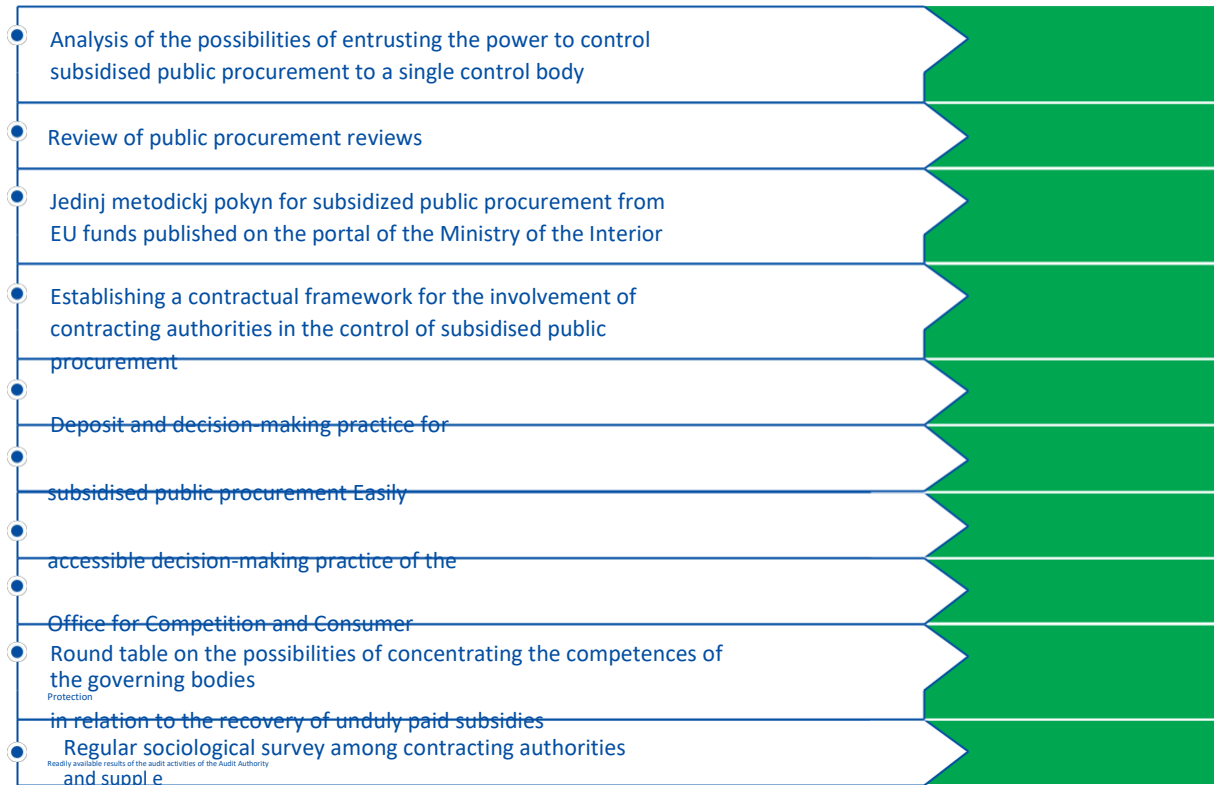 Analysis of the possibilities of entrusting the power to control
subsidised public procurement to a single control body
Review of public procurement reviews
Jedinj metodickj pokyn for subsidized public procurement from
EU funds published on the portal of the Ministry of the Interior
Establishing a contractual framework for the involvement of
contracting authorities in the control of subsidised public
procurement
Deposit and decision-making practice for
subsidised public procurement Easily
accessible decision-making practice of the
Office for Competition and Consumer
Round table on the possibilities of concentrating the competences of
the governing bodies
Protection
in relation to the recovery of unduly paid subsidies
Regular sociological survey among contracting authorities
Readily available results of the audit activities of the Audit Authority
and suppl e